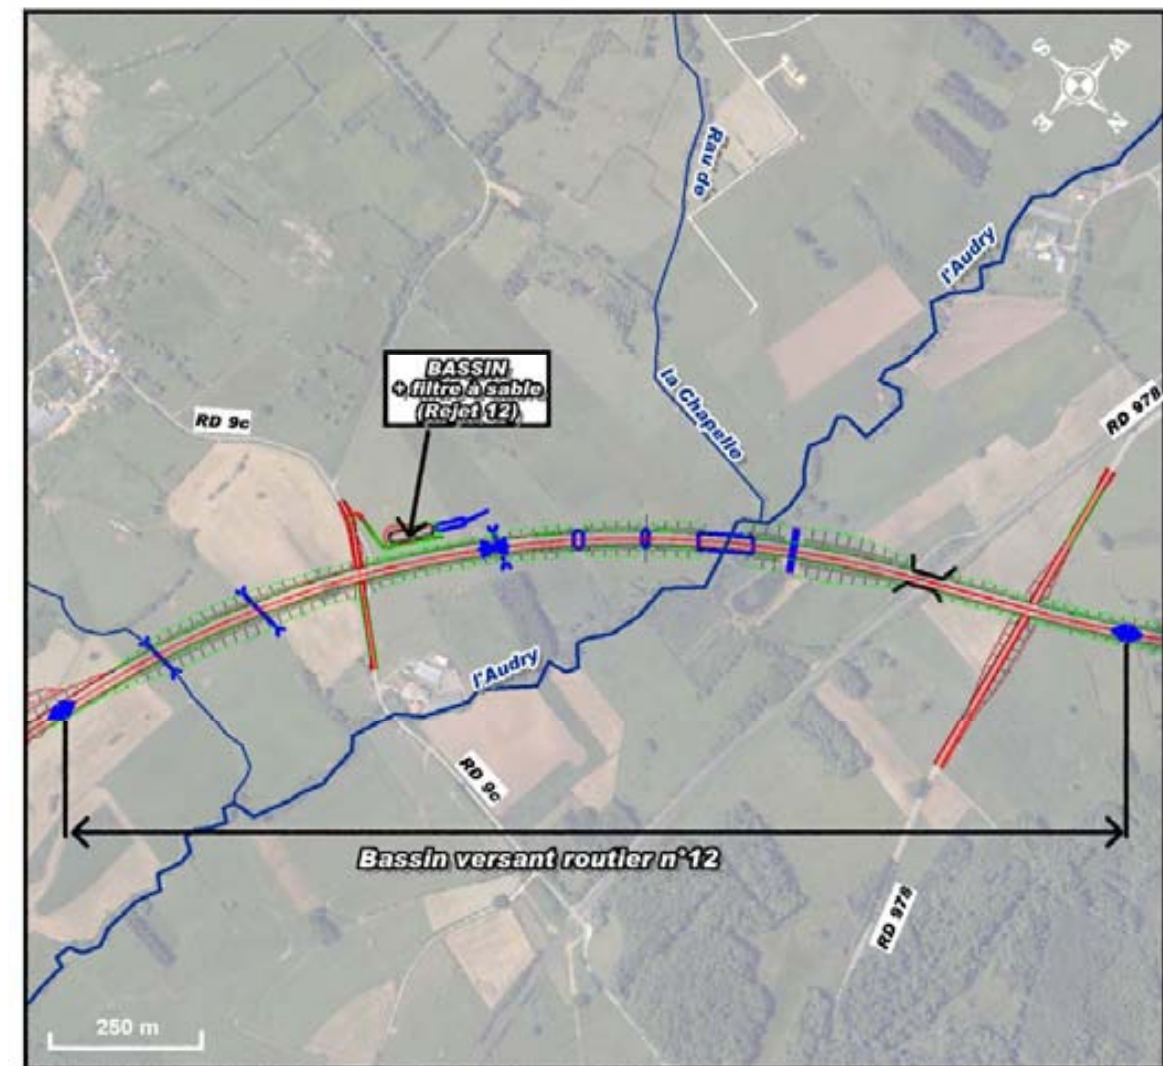 S
W
E
N
Rau de
la Chapelle
l'Audry
BASSIN
+ filtre à sable
(Rejet 12)
RD 9c
RD 978
l'Audry
RD 9c
Bassin versant routier n°12
RD 978
250 m